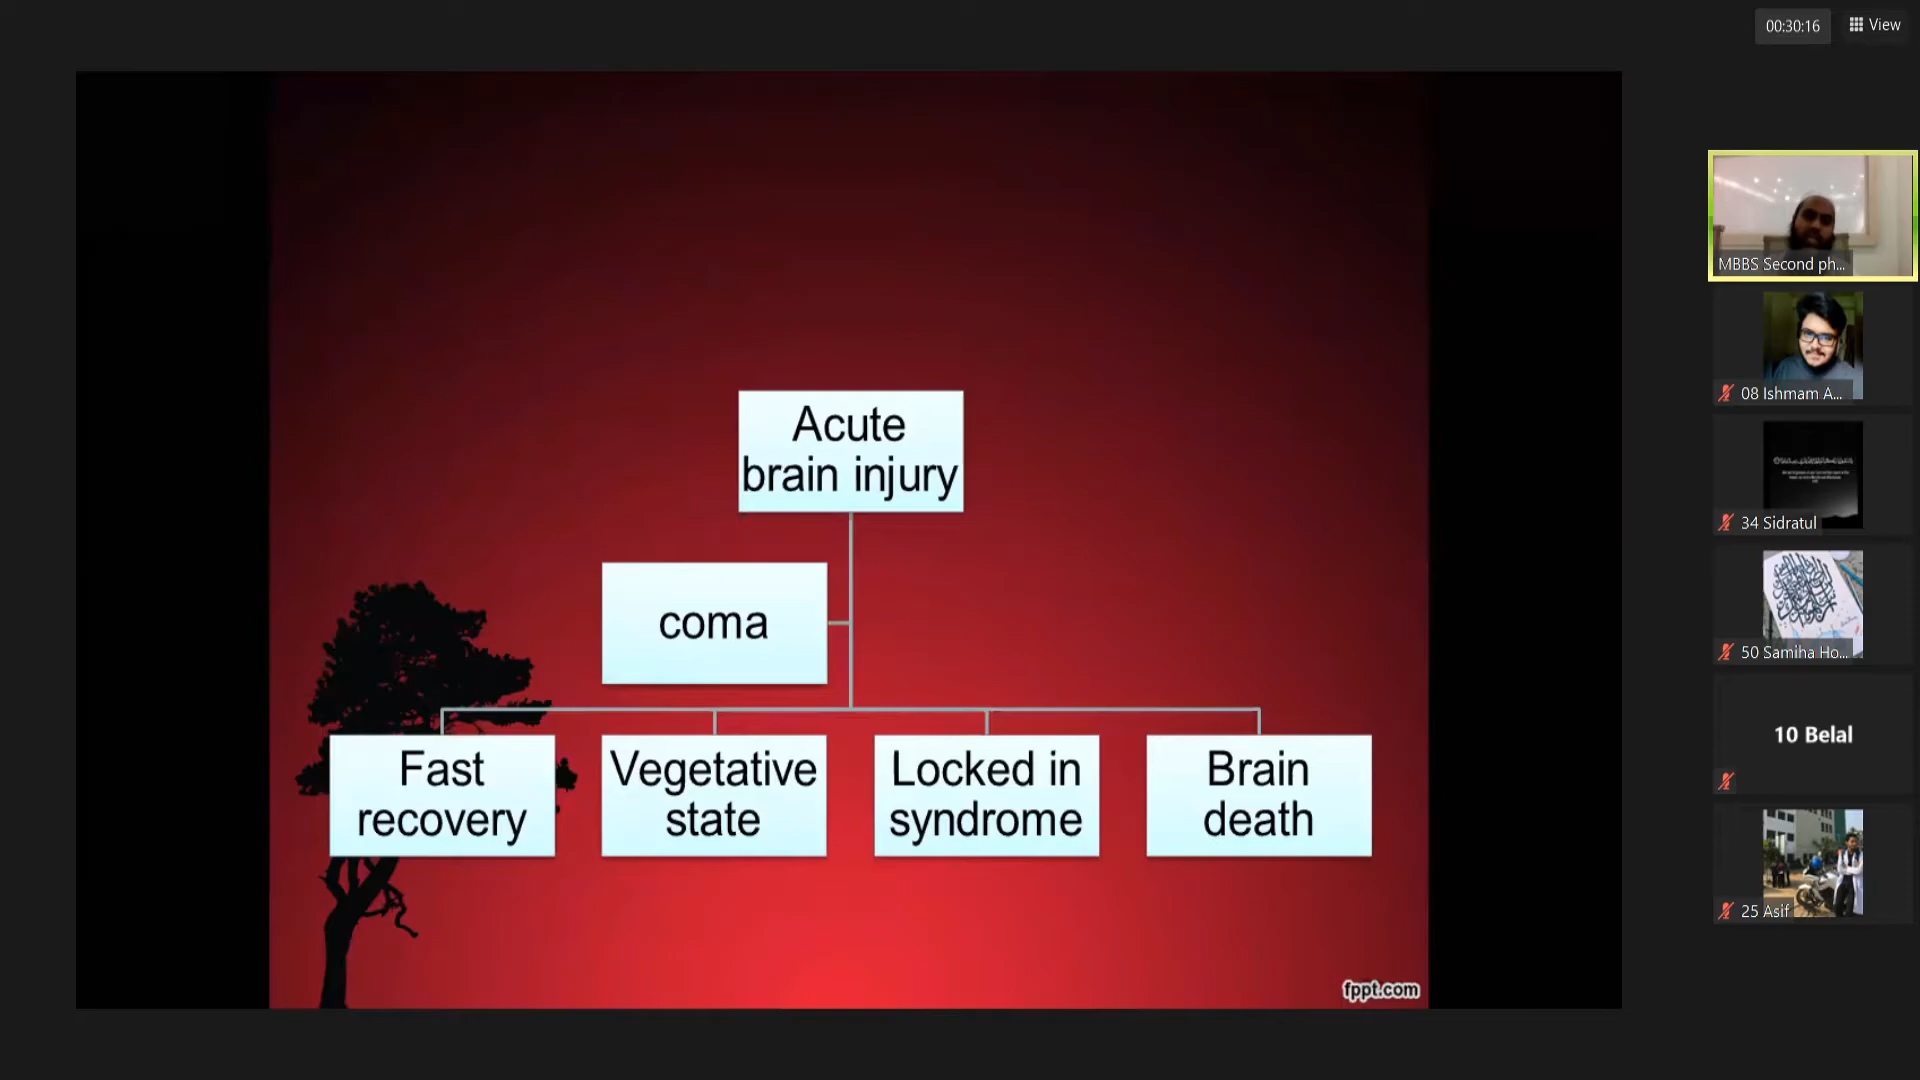 00:30:16
View
Acute
brain injury
coma
Fast
recovery
Vegetative
state
Locked in
syndrome
Brain
death
fppt.com
MBBS Second ph...
08 Ishmam A...
34 Sidratul
50 Samiha Ho...
10 Belal
25 Asif